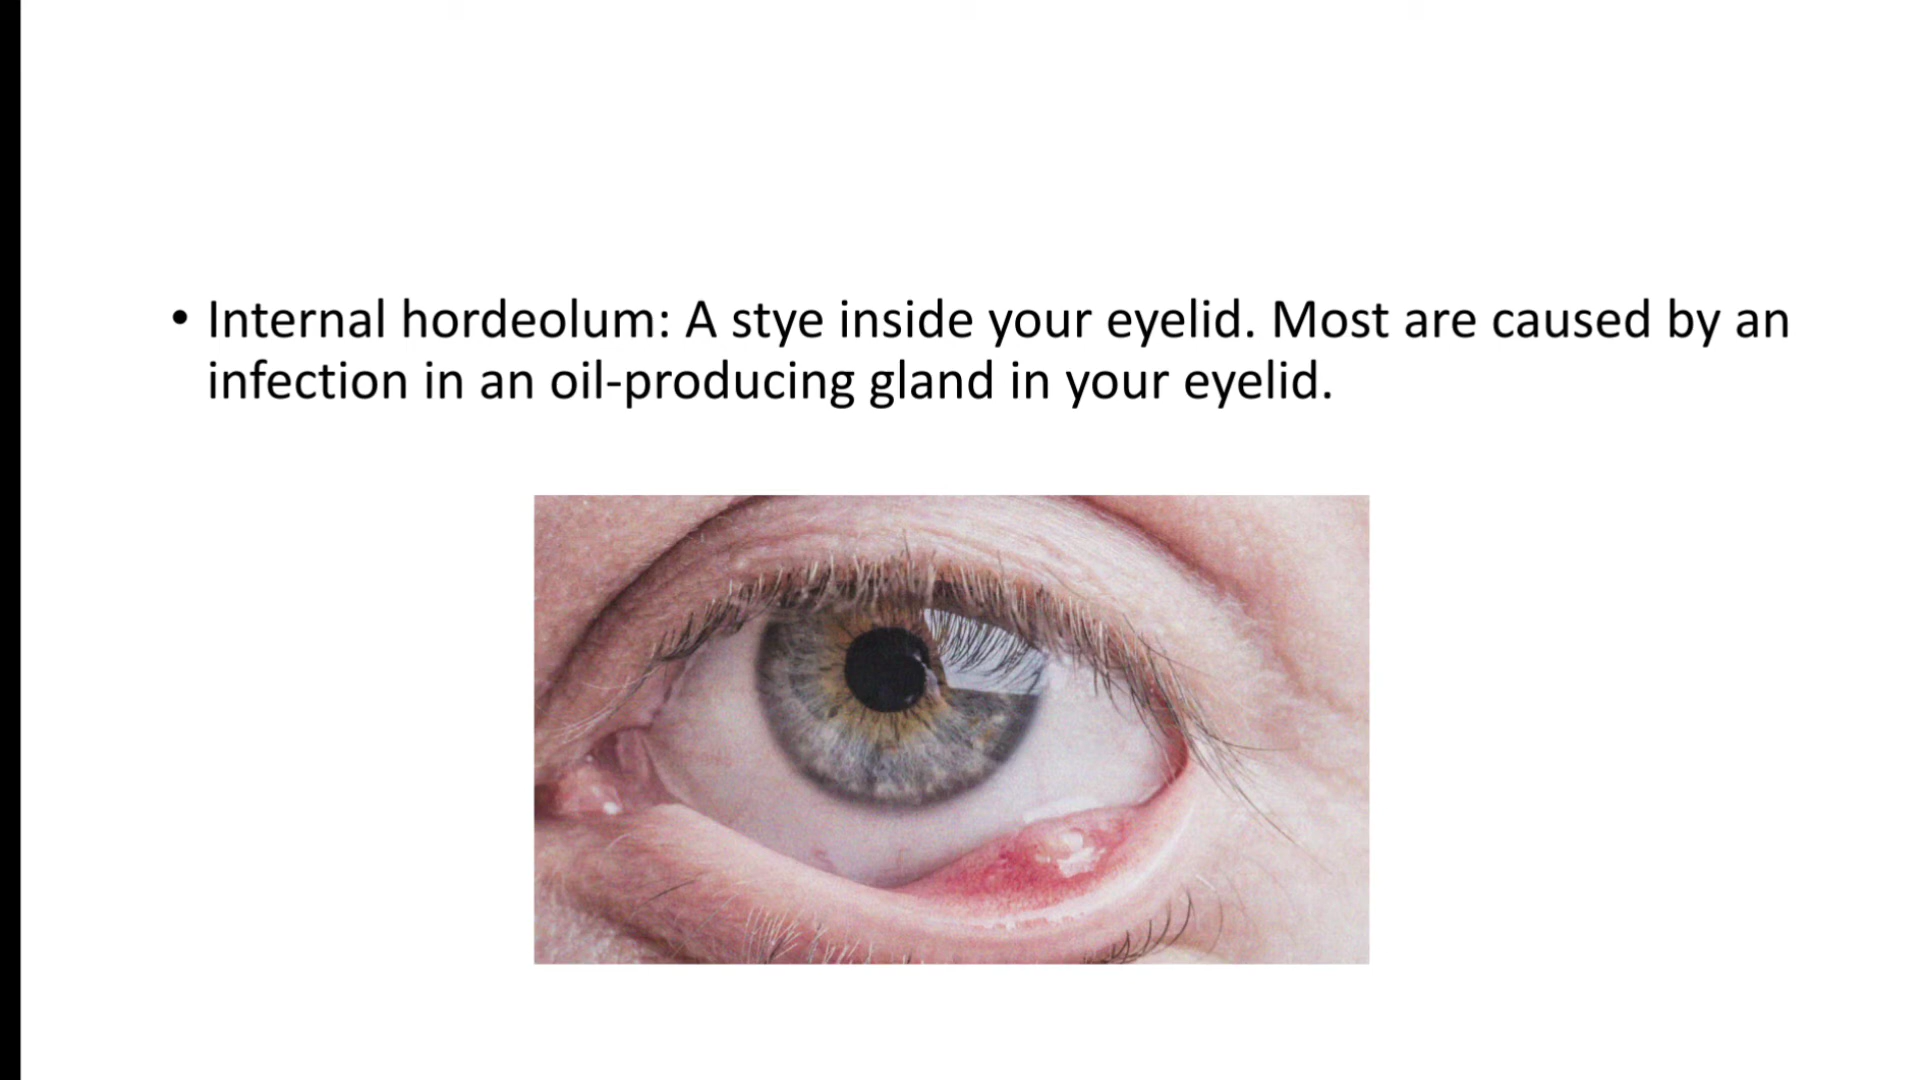 • Internal hordeolum: A stye inside your eyelid. Most are caused by an
infection in an oil-producing gland in your eyelid.